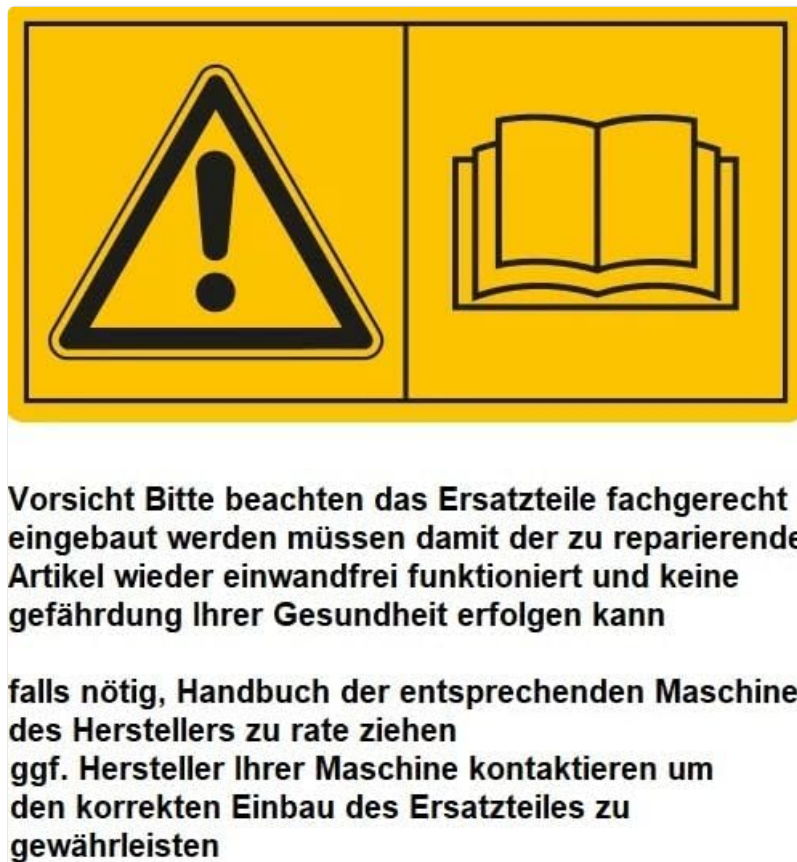 Vorsicht Bitte beachten das Ersatzteile fachgerecht
eingebaut werden müssen damit der zu reparierende
Artikel wieder einwandfrei funktioniert und keine
gefährdung Ihrer Gesundheit erfolgen kann
falls nötig, Handbuch der entsprechenden Maschine
des Herstellers zu rate ziehen
ggf. Hersteller Ihrer Maschine kontaktieren um
den korrekten Einbau des Ersatzteiles zu
gewährleisten